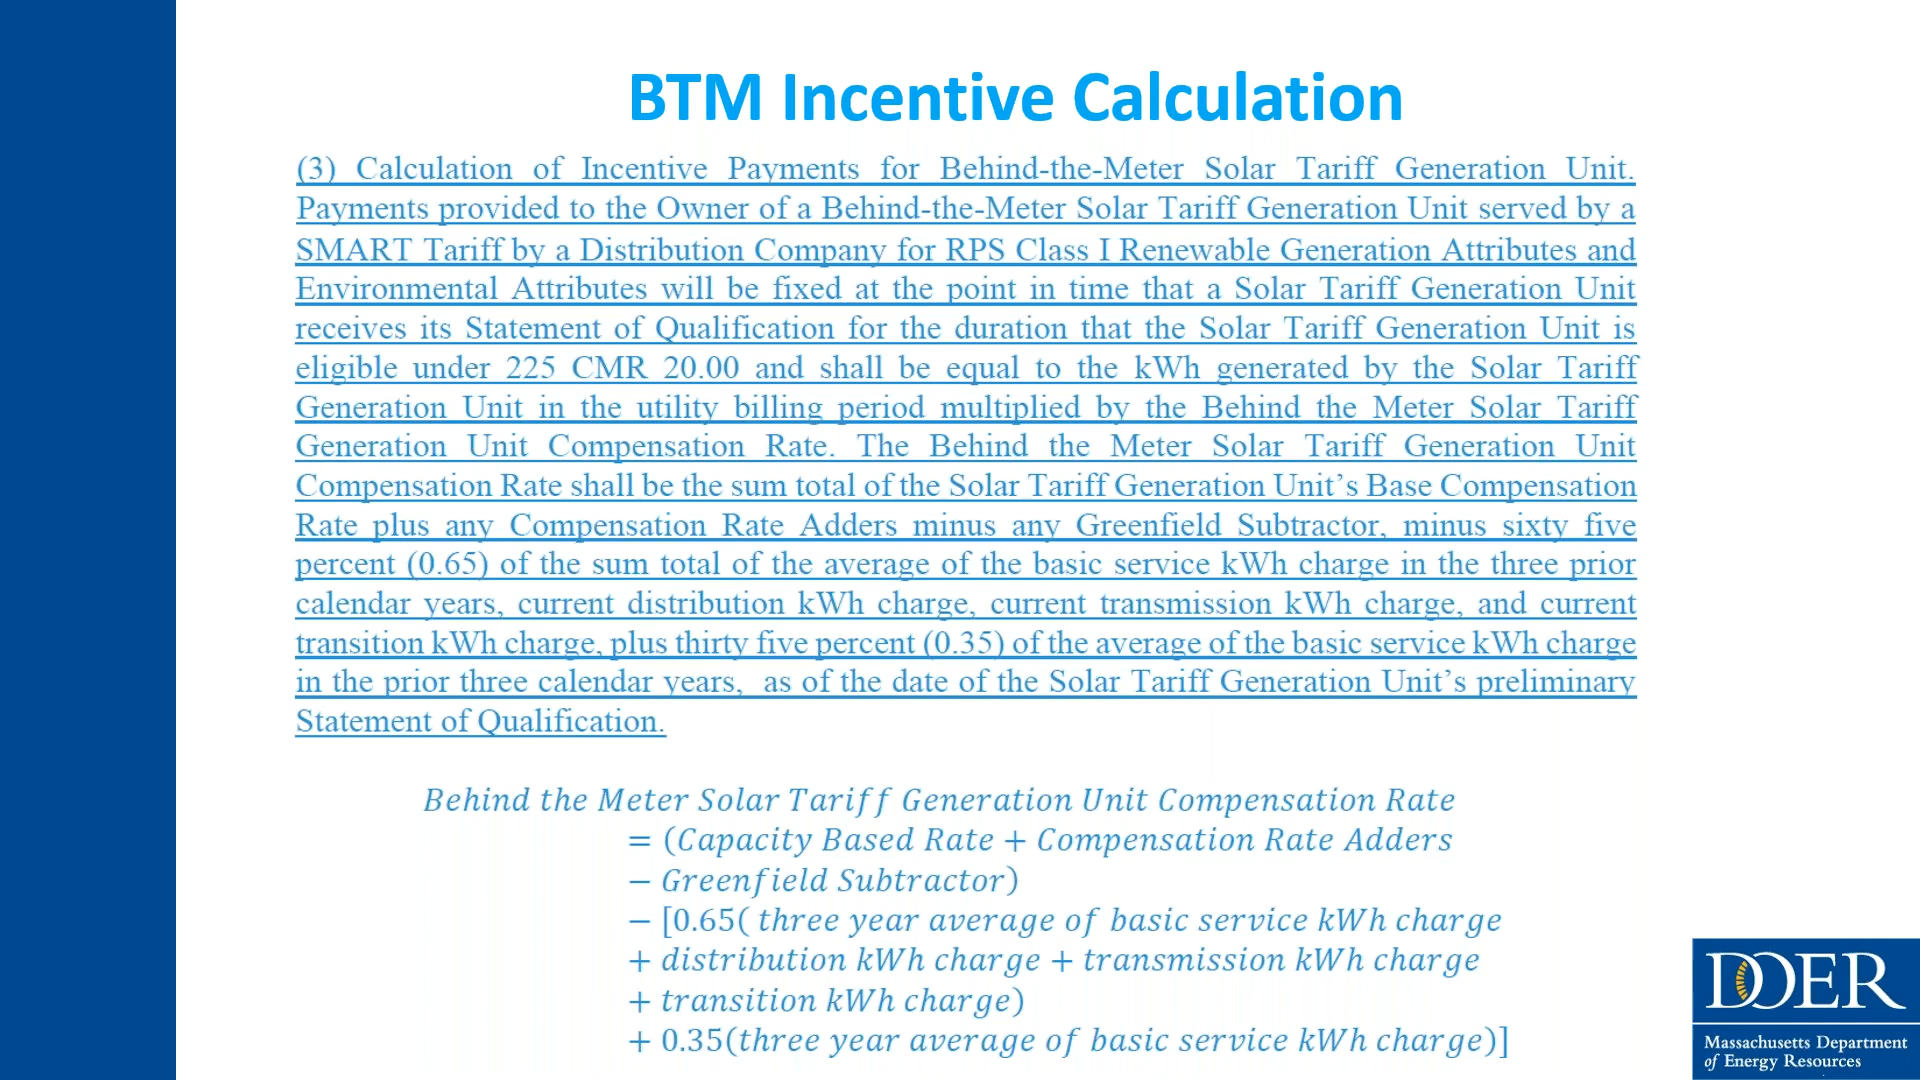 BTM Incentive Calculation
(3) Calculation of Incentive Payments for Behind-the-Meter Solar Tariff Generation Unit.
Payments provided to the Owner of a Behind-the-Meter Solar Tariff Generation Unit served by a
SMART Tariff by a Distribution Company for RPS Class I Renewable Generation Attributes and
Environmental Attributes will be fixed at the point in time that a Solar Tariff Generation Unit
receives its Statement of Qualification for the duration that the Solar Tariff Generation Unit is
eligible under 225 CMR 20.00 and shall be equal to the kWh generated by the Solar Tariff
Generation Unit in the utility billing period multiplied by the Behind the Meter Solar Tariff
Generation Unit Compensation Rate. The Behind the Meter Solar Tariff Generation Unit
Compensation Rate shall be the sum total of the Solar Tariff Generation Unit’s Base Compensation
Rate plus any Compensation Rate Adders minus any Greenfield Subtractor, minus sixty five
percent (0.65) of the sum total of the average of the basic service kWh charge in the three prior
calendar years, current distribution kWh charge, current transmission kWh charge, and current
transition kWh charge, plus thirty five percent (0.35) of the average of the basic service kWh charge
in the prior three calendar years, as of the date of the Solar Tariff Generation Unit’s preliminary
Statement of Qualification.
Behind the Meter Solar Tariff Generation Unit Compensation Rate
= (Capacity Based Rate + Compensation Rate Adders
− Greenfield Subtractor)
− [0.65( three year average of basic service kWh charge
+ distribution kWh charge + transmission kWh charge
+ transition kWh charge)
+ 0.35(three year average of basic service kWh charge)]
DOER
Massachusetts Department
of Energy Resources